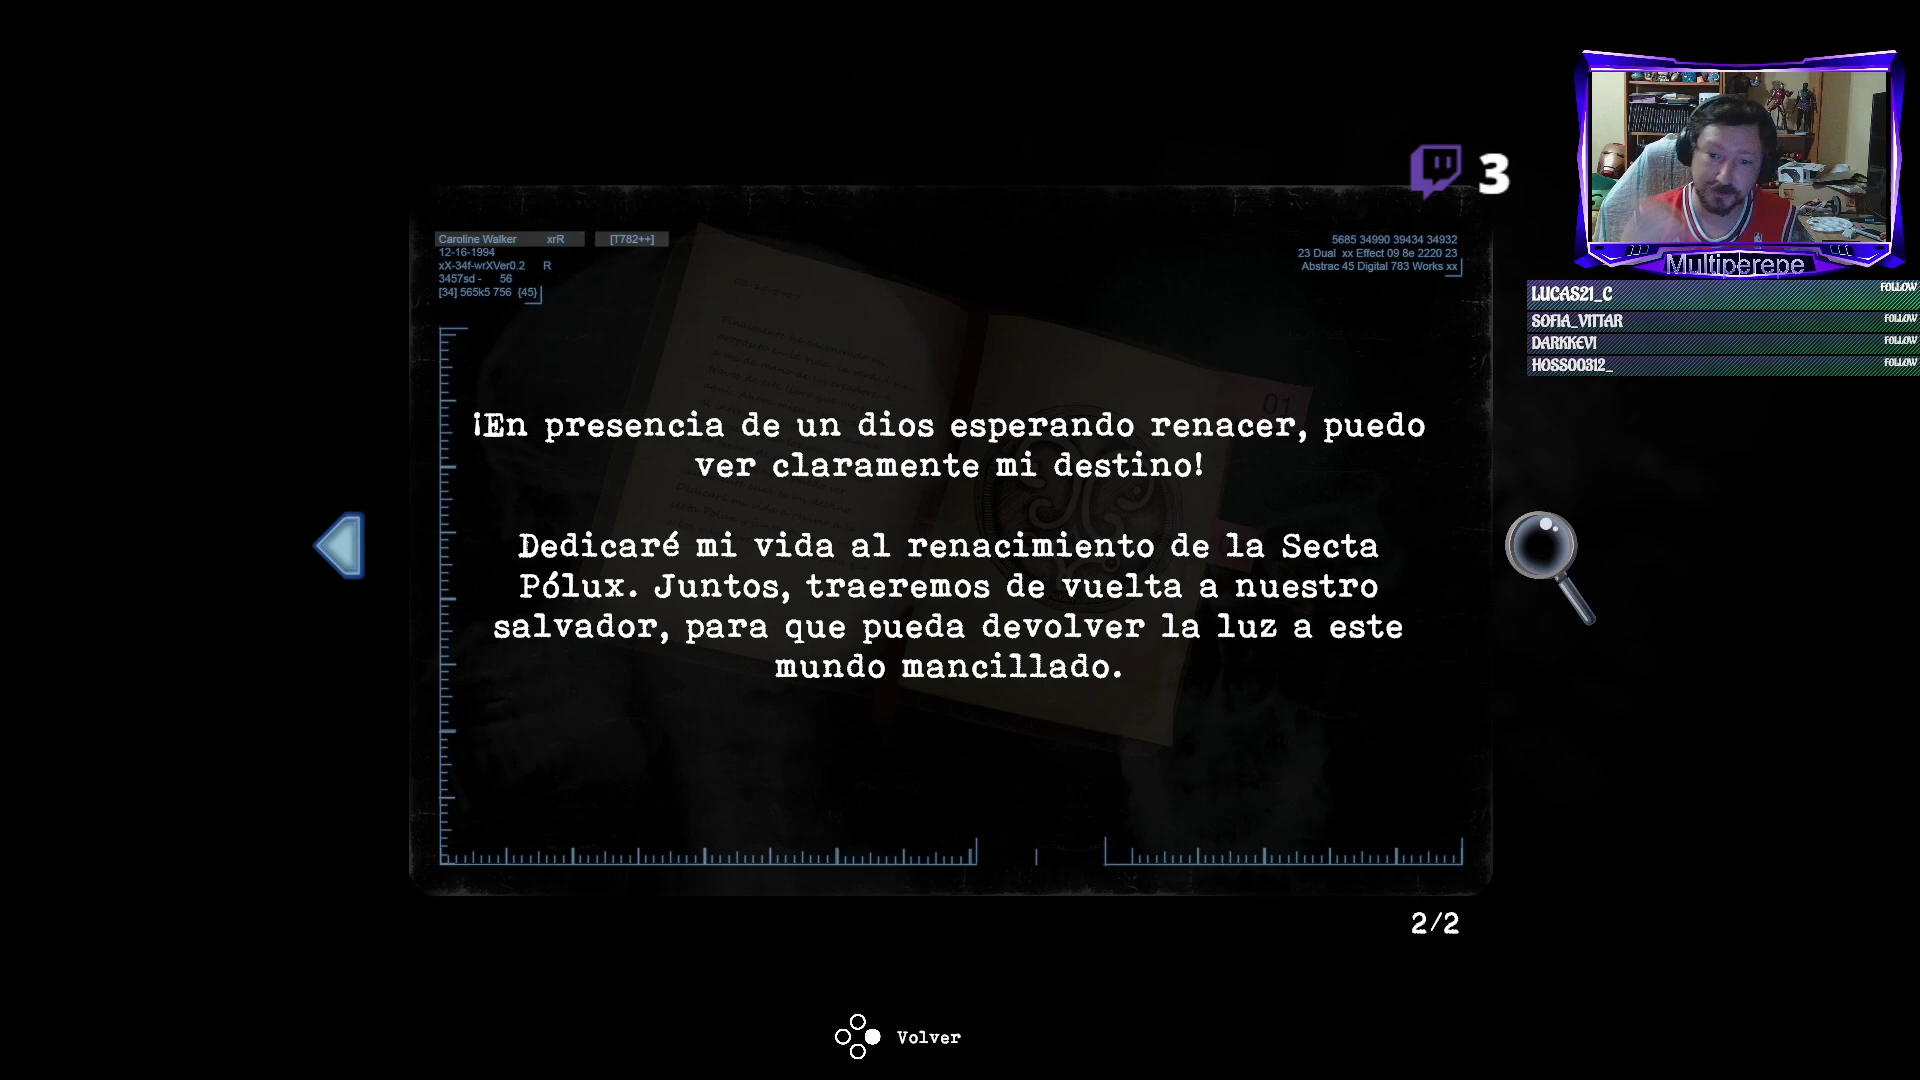 3
Caroline Walker xrR [T782++]
12-16-1994
xX-34f-wrXVer0.2 R
3457sd - 56
[34] 565k5 756 {45}
5685 34990 39434 34932
23 Dual xx Effect 09 8e 2220 23
Abstrac 45 Digital 783 Works xx
Multiperepe
LUCAS21_C FOLLOW
SOFIA_VITTAR FOLLOW
DARKKEVI FOLLOW
HOSSO0312_ FOLLOW
01
¡En presencia de un dios esperando renacer, puedo
ver claramente mi destino!
Dedicaré mi vida al renacimiento de la Secta
Pólux. Juntos, traeremos de vuelta a nuestro
salvador, para que pueda devolver la luz a este
mundo mancillado.
2/2
Volver